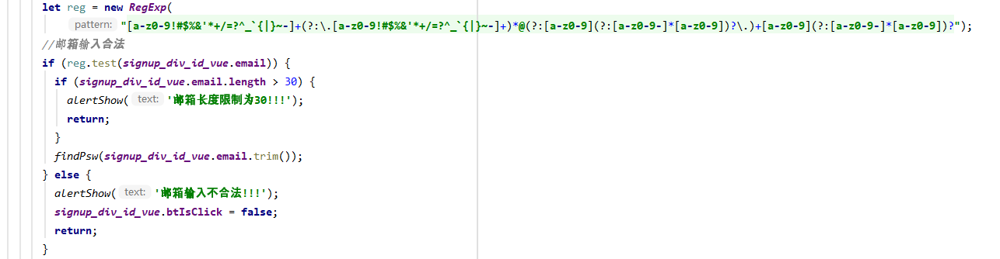 let reg = new RegExp(
pattern: "[a-z0-9!#$%&'*+/=?^_`{|}~-]+(?:\.[a-z0-9!#$%&'*+/=?^_`{|}~-]+)*@(?:[a-z0-9](?:[a-z0-9-]*[a-z0-9])?\.)+[a-z0-9](?:[a-z0-9-]*[a-z0-9])?");
//邮箱输入合法
if (reg.test(signup_div_id_vue.email)) {
if (signup_div_id_vue.email.length > 30) {
alertShow( text: '邮箱长度限制为30!!!');
return;
}
findPsw(signup_div_id_vue.email.trim());
} else {
alertShow( text: '邮箱输入不合法!!!');
signup_div_id_vue.btIsClick = false;
return;
}